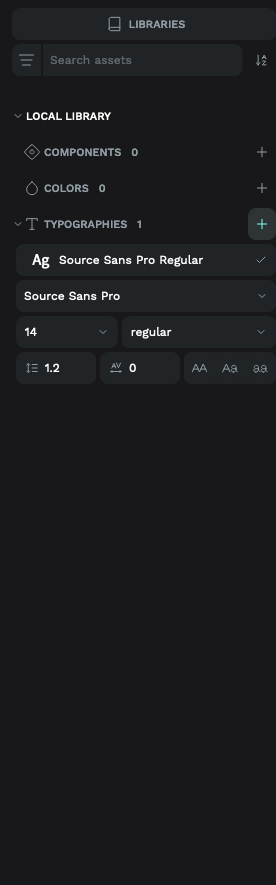 LIBRARIES
Search assets
LOCAL LIBRARY
COMPONENTS 0
COLORS 0
TYPOGRAPHIES 1
Ag Source Sans Pro Regular
Source Sans Pro
14 regular
1.2 AV 0 AA Aa aa